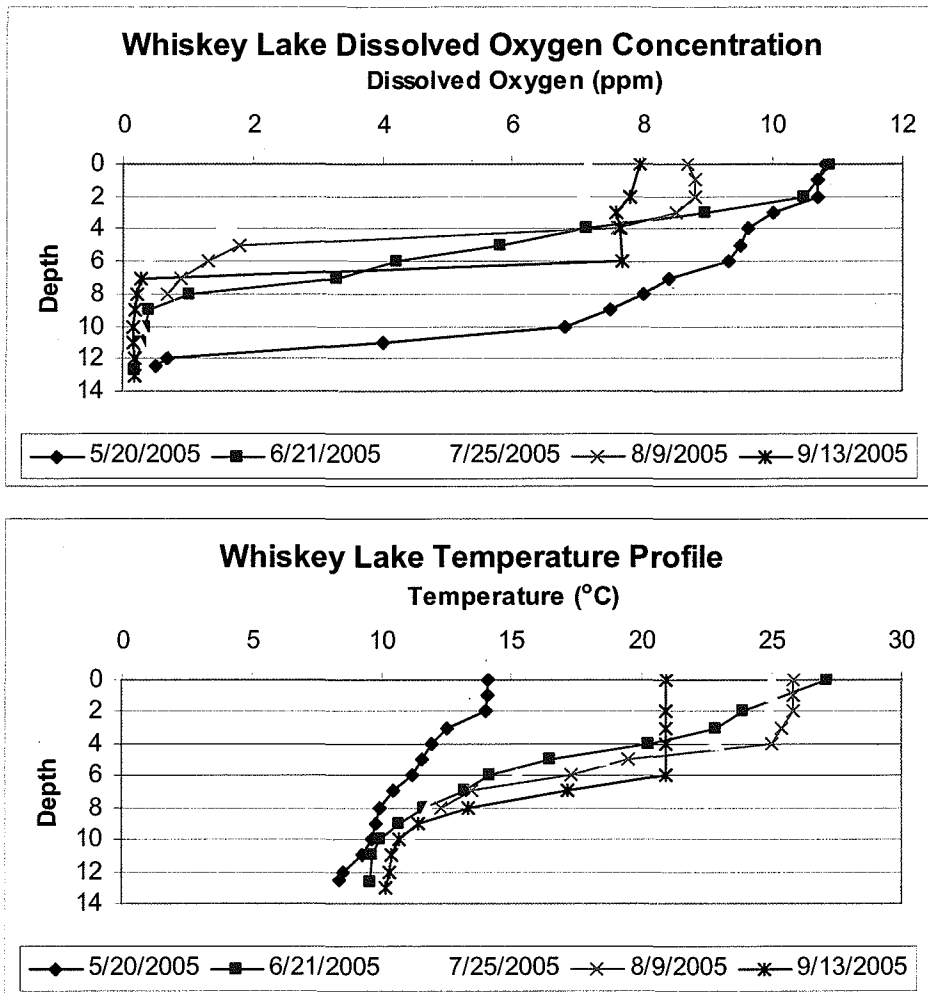 Whiskey Lake Dissolved Oxygen Concentration
Dissolved Oxygen (ppm)
0 2 4 6 8 10 12
Depth
0
2
4
6
8
10
12
14
5/20/2005 6/21/2005 7/25/2005 8/9/2005 9/13/2005
Whiskey Lake Temperature Profile
Temperature (°C)
0 5 10 15 20 25 30
Depth
0
2
4
6
8
10
12
14
5/20/2005 6/21/2005 7/25/2005 8/9/2005 9/13/2005